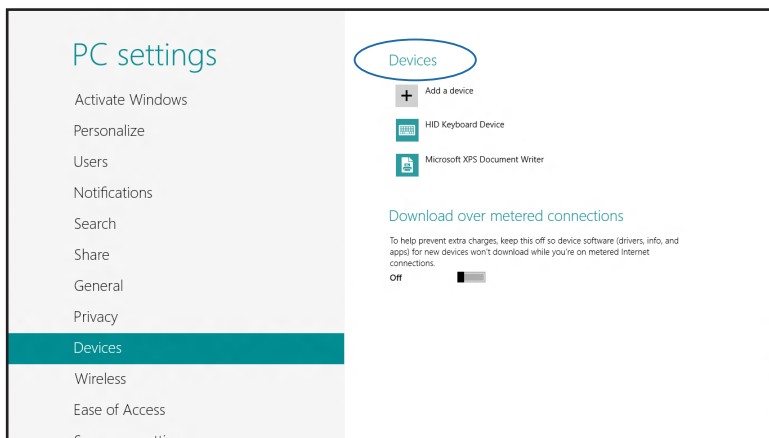 PC settings
Activate Windows
Personalize
Users
Notifications
Search
Share
General
Privacy
Devices
Wireless
Ease of Access
Devices
Add a device
HID Keyboard Device
Microsoft XPS Document Writer
Download over metered connections
To help prevent extra charges, keep this off so device software (drivers, info, and
apps) for new devices won't download while you're on metered Internet
connections.
Off